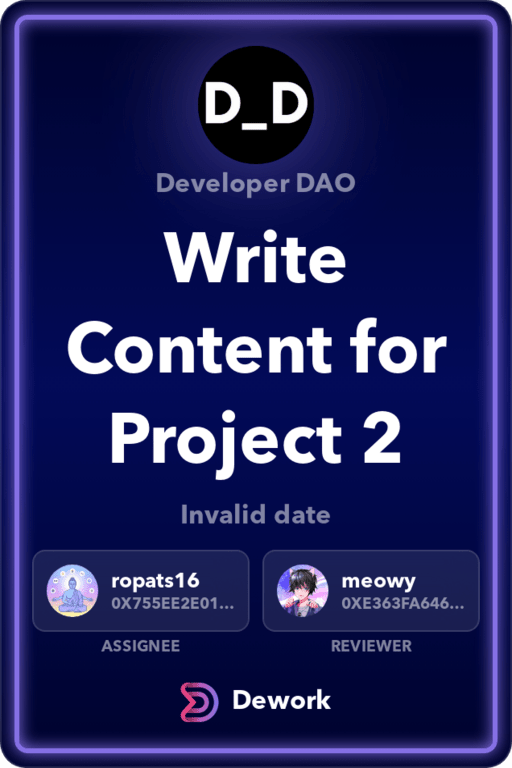 D_D
Developer DAO
Write
Content for
Project 2
Invalid date
ropats16
0X755EE2E01...
ASSIGNEE
meowy
0XE363FA646...
REVIEWER
Dework